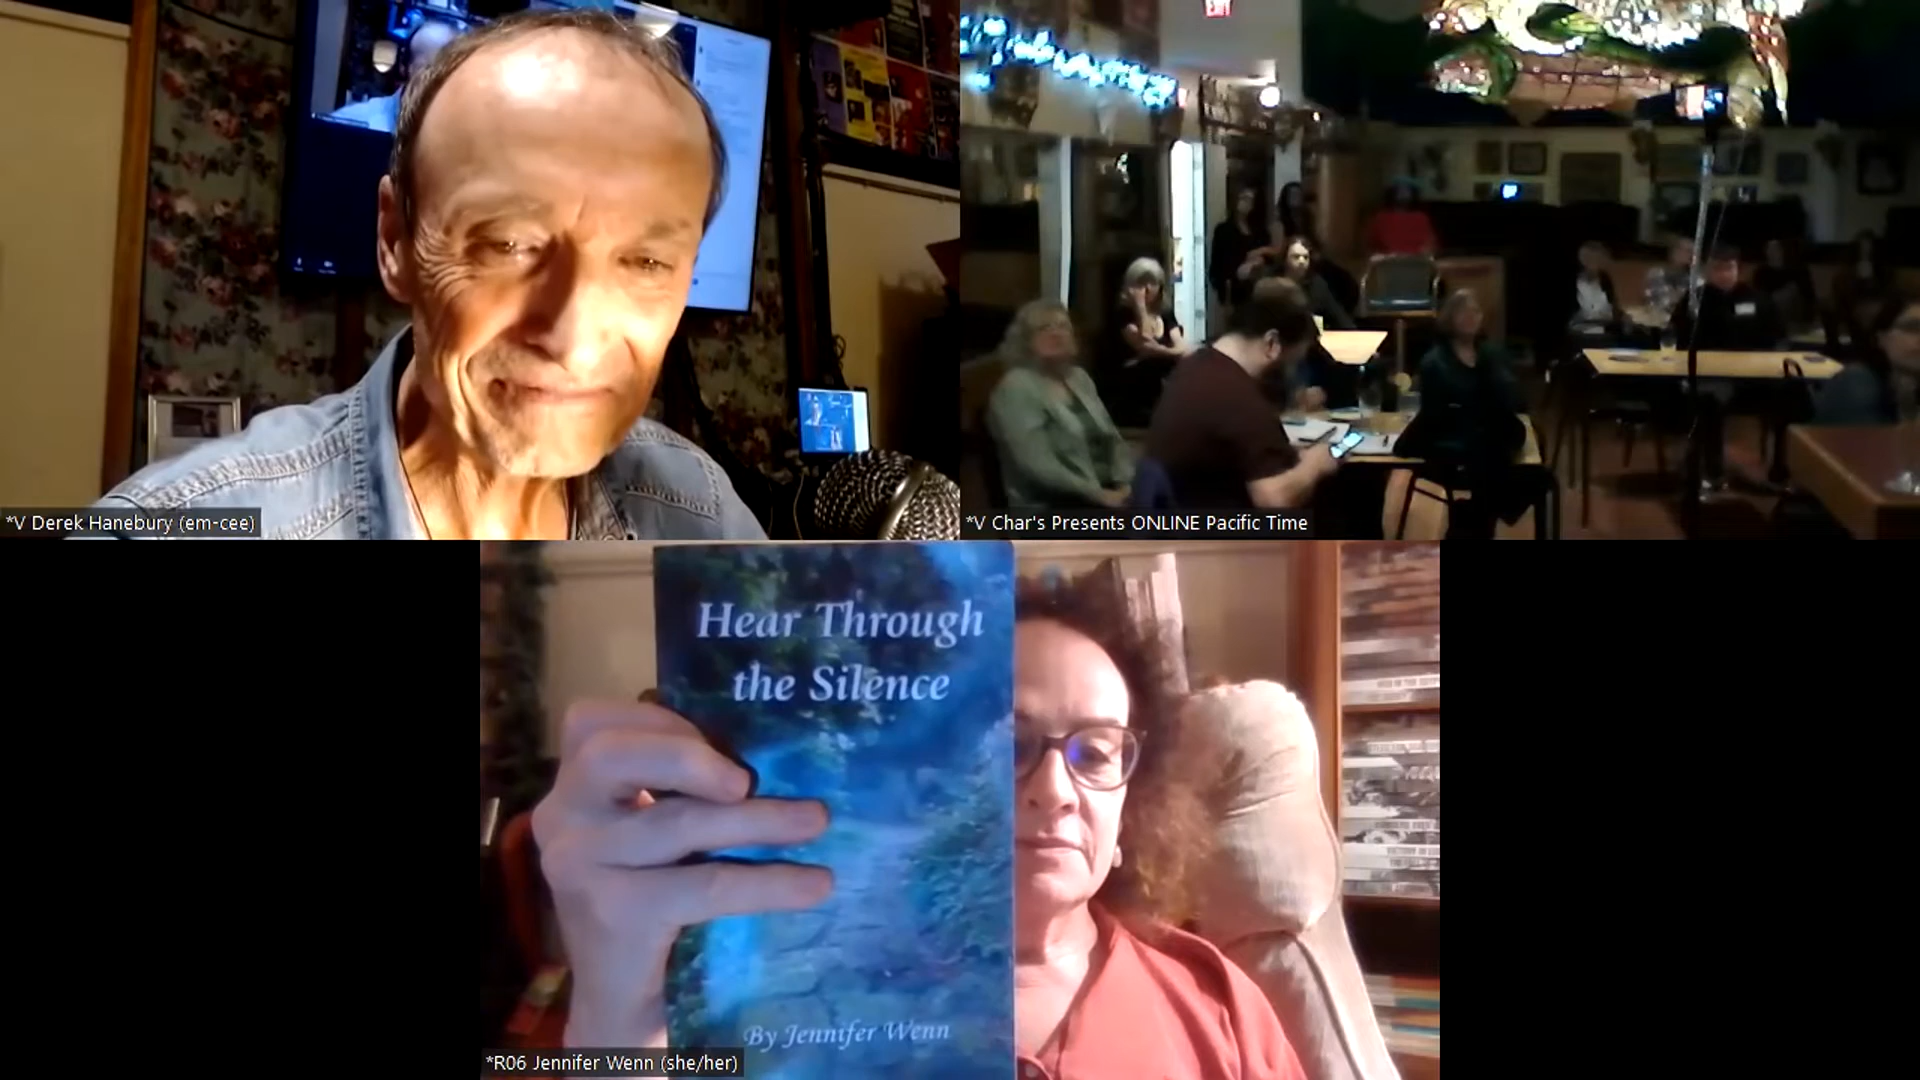 EXIT
*V Derek Hanebury (em-cee)
*V Char's Presents ONLINE Pacific Time
Hear Through
the Silence
By Jennifer Wenn
*R06 Jennifer Wenn (she/her)